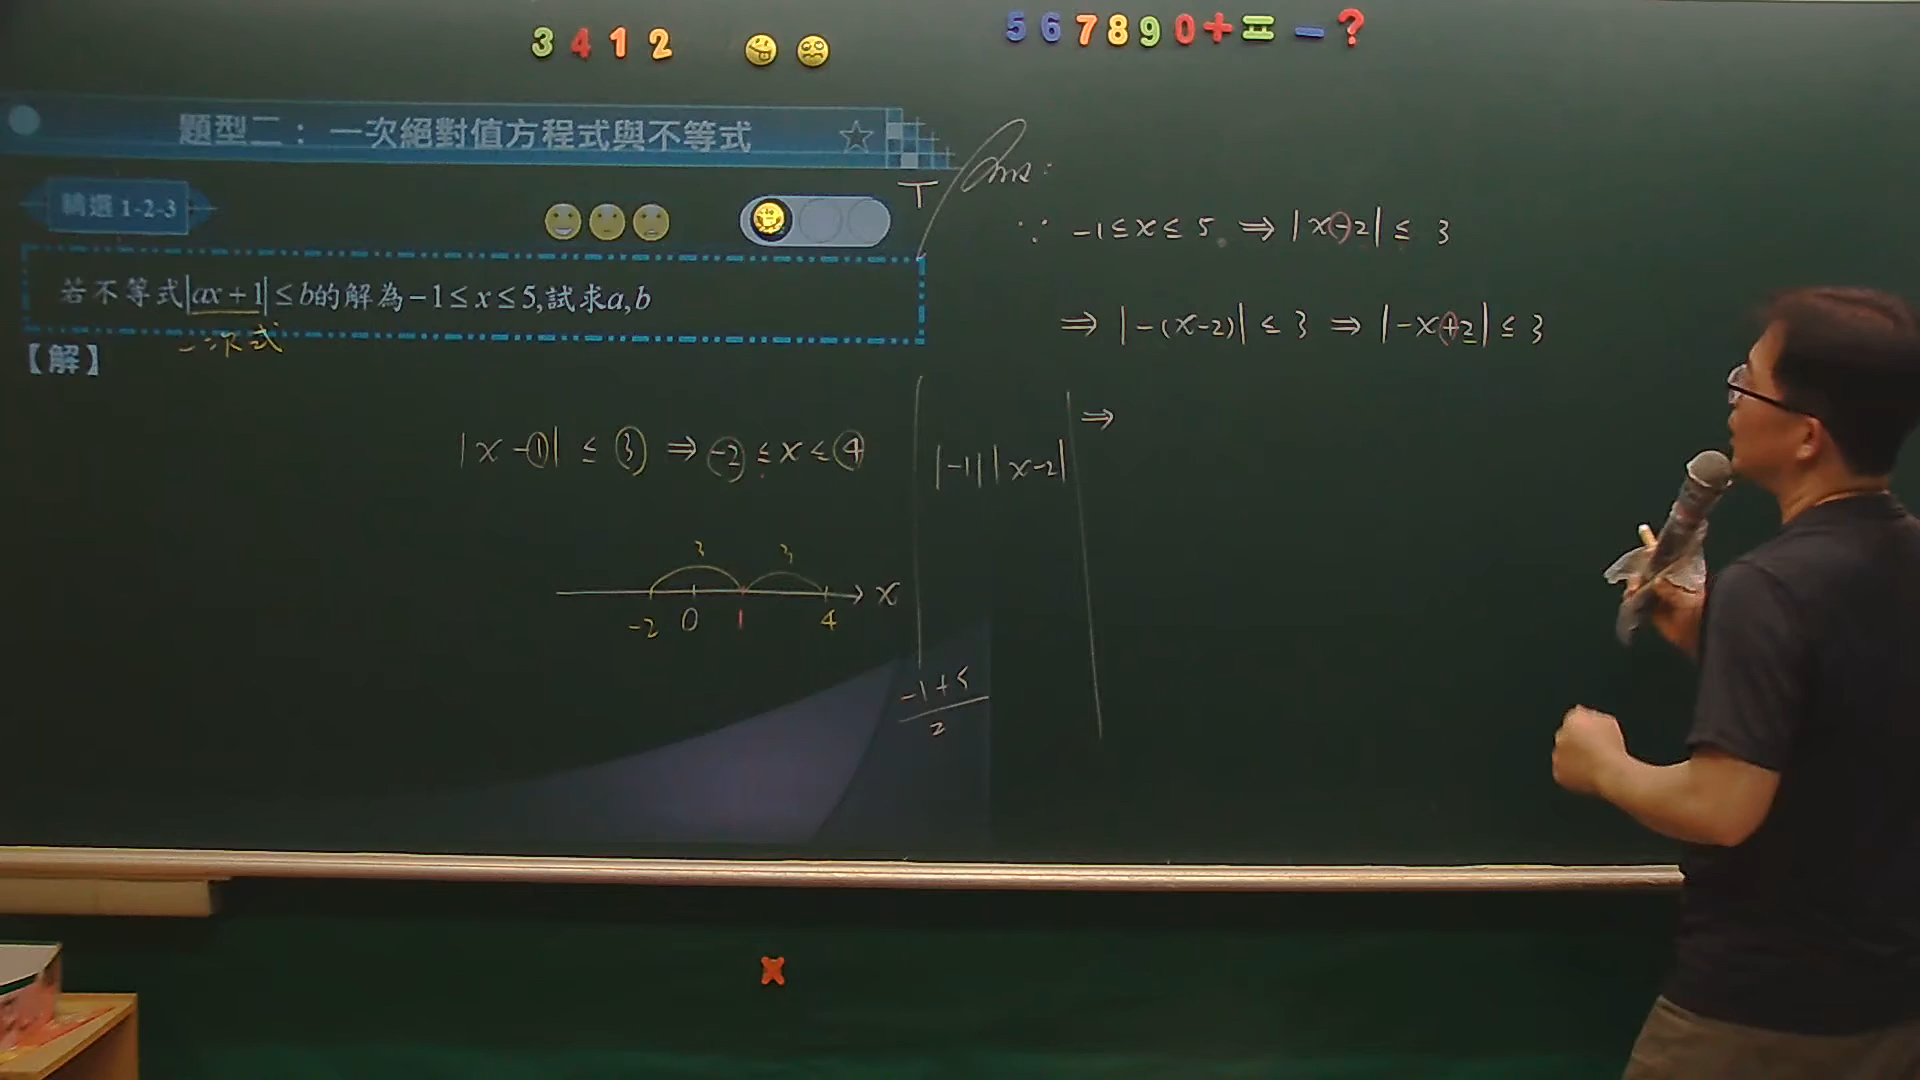 3 4 1 2
5 6 7 8 9 0 + = - ?
題型二： 一次絕對值方程式與不等式
精選 1-2-3
若不等式|ax+1|≤b的解為-1≤x≤5,試求a,b
一次式
【解】
|x-1| ≤ 3 ⇒ -2 ≤ x ≤ 4
3 3
-2 0 1 4 x
Ans:
∵ -1≤x≤5 ⇒ |x-2| ≤ 3
⇒ |-(x-2)| ≤ 3 ⇒ |-x+2| ≤ 3
⇒
|-1||x-2|
-1+5
2
x